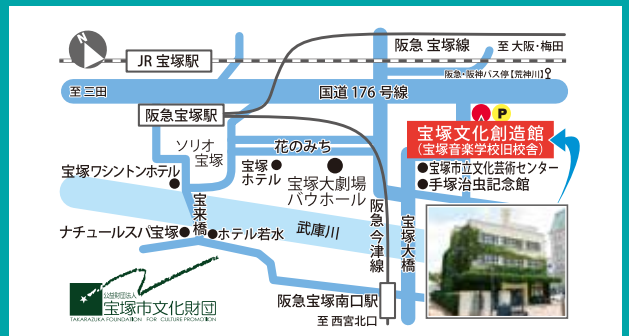 N
阪急 宝塚線
至 大阪・梅田
JR 宝塚駅
阪急・阪神バス停【荒神川】
至 三田
国道 176 号線
阪急宝塚駅
P
宝塚文化創造館
(宝塚音楽学校旧校舎)
ソリオ
宝塚
花のみち
宝塚ワシントンホテル
宝塚
ホテル
宝塚大劇場
バウホール
●宝塚市立文化芸術センター
●手塚治虫記念館
宝来橋
武庫川
阪急今津線
宝塚大橋
ナチュールスパ宝塚
ホテル若水
公益財団法人
宝塚市文化財団
TAKARAZUKA FOUNDATION FOR CULTURE PROMOTION
阪急宝塚南口駅
至 西宮北口